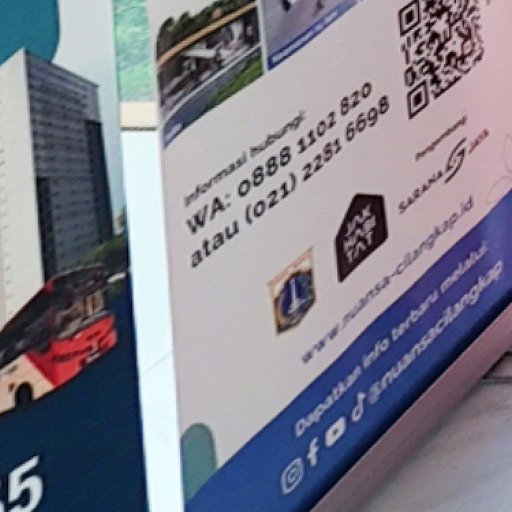 Informasi hubungi:
WA: 0888 1102 820
atau (021) 2281 6698
Pengembang:
SARANA JAYA
JAK
HABI
TAT
www.nuansa-cilangkap.id
Dapatkan info terbaru melalui:
@nuansacilangkap
55